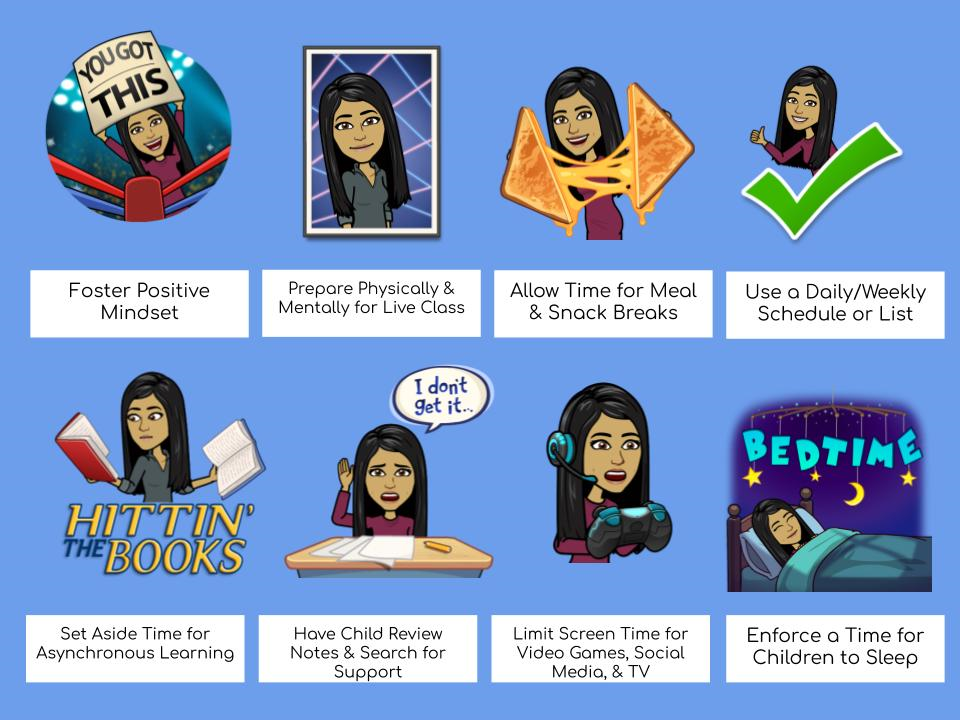 YOU GOT
THIS
Foster Positive
Mindset
Prepare Physically &
Mentally for Live Class
Allow Time for Meal
& Snack Breaks
Use a Daily/Weekly
Schedule or List
HITTIN'
THE BOOKS
I don't
get it...
BEDTIME
Set Aside Time for
Asynchronous Learning
Have Child Review
Notes & Search for
Support
Limit Screen Time for
Video Games, Social
Media, & TV
Enforce a Time for
Children to Sleep